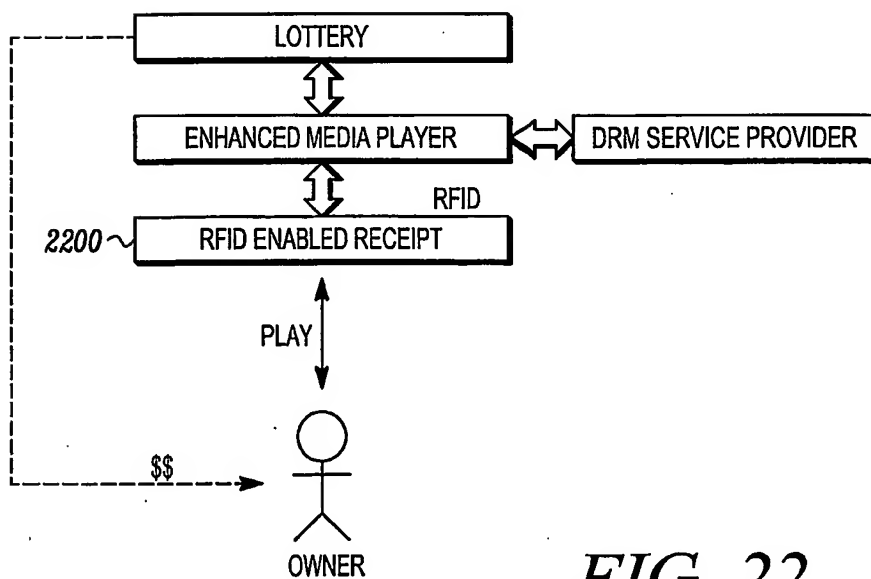 LOTTERY
ENHANCED MEDIA PLAYER
DRM SERVICE PROVIDER
RFID
2200
RFID ENABLED RECEIPT
PLAY
$$
OWNER
FIG. 22